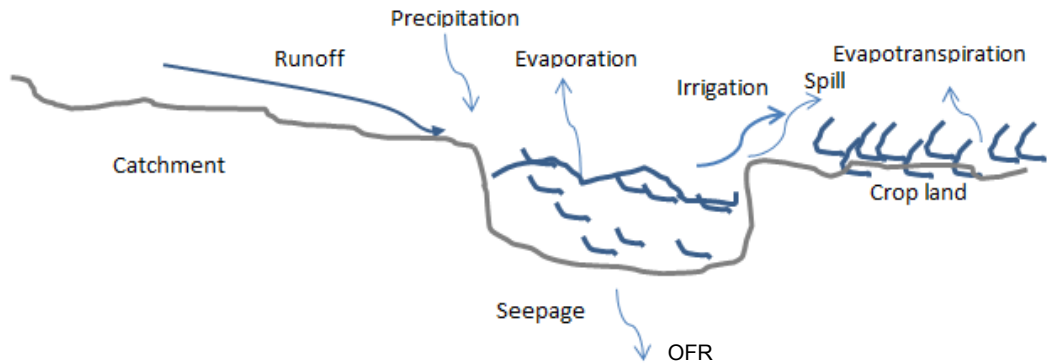 Precipitation
Runoff
Evaporation
Evapotranspiration
Irrigation
Spill
Catchment
Crop land
Seepage
OFR